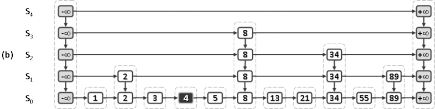 S4 -∞ +∞
S3 -∞ 8 +∞
(b) S2 -∞ 8 34 +∞
S1 -∞ 2 8 34 89 +∞
S0 -∞ 1 2 3 4 5 8 13 21 34 55 89 +∞